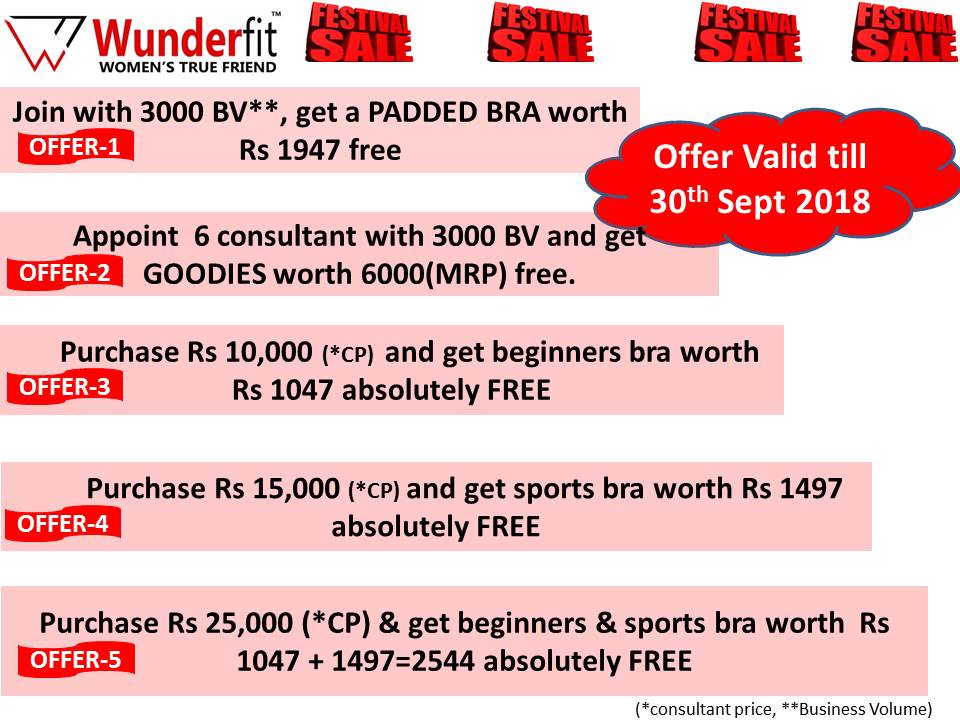 Wunderfit™
WOMEN'S TRUE FRIEND
FESTIVAL
SALE
FESTIVAL
SALE
FESTIVAL
SALE
FESTIVAL
SALE
Join with 3000 BV**, get a PADDED BRA worth
Rs 1947 free
OFFER-1
Offer Valid till
30th Sept 2018
Appoint 6 consultant with 3000 BV and get
GOODIES worth 6000(MRP) free.
OFFER-2
Purchase Rs 10,000 (*CP) and get beginners bra worth
Rs 1047 absolutely FREE
OFFER-3
Purchase Rs 15,000 (*CP) and get sports bra worth Rs 1497
absolutely FREE
OFFER-4
Purchase Rs 25,000 (*CP) & get beginners & sports bra worth Rs
1047 + 1497=2544 absolutely FREE
OFFER-5
(*consultant price, **Business Volume)